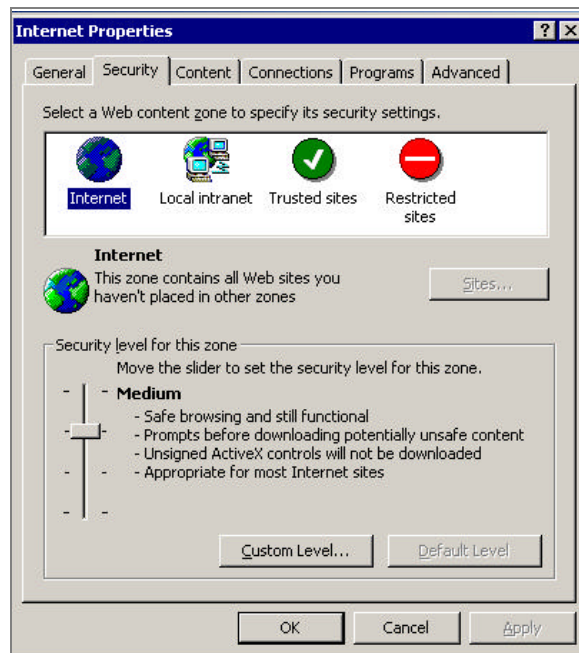 Internet Properties
General Security Content Connections Programs Advanced
Select a Web content zone to specify its security settings.
Internet Local intranet Trusted sites Restricted
sites
Internet
This zone contains all Web sites you
haven't placed in other zones
Sites...
Security level for this zone
Move the slider to set the security level for this zone.
Medium
- Safe browsing and still functional
- Prompts before downloading potentially unsafe content
- Unsigned ActiveX controls will not be downloaded
- Appropriate for most Internet sites
Custom Level... Default Level
OK Cancel Apply